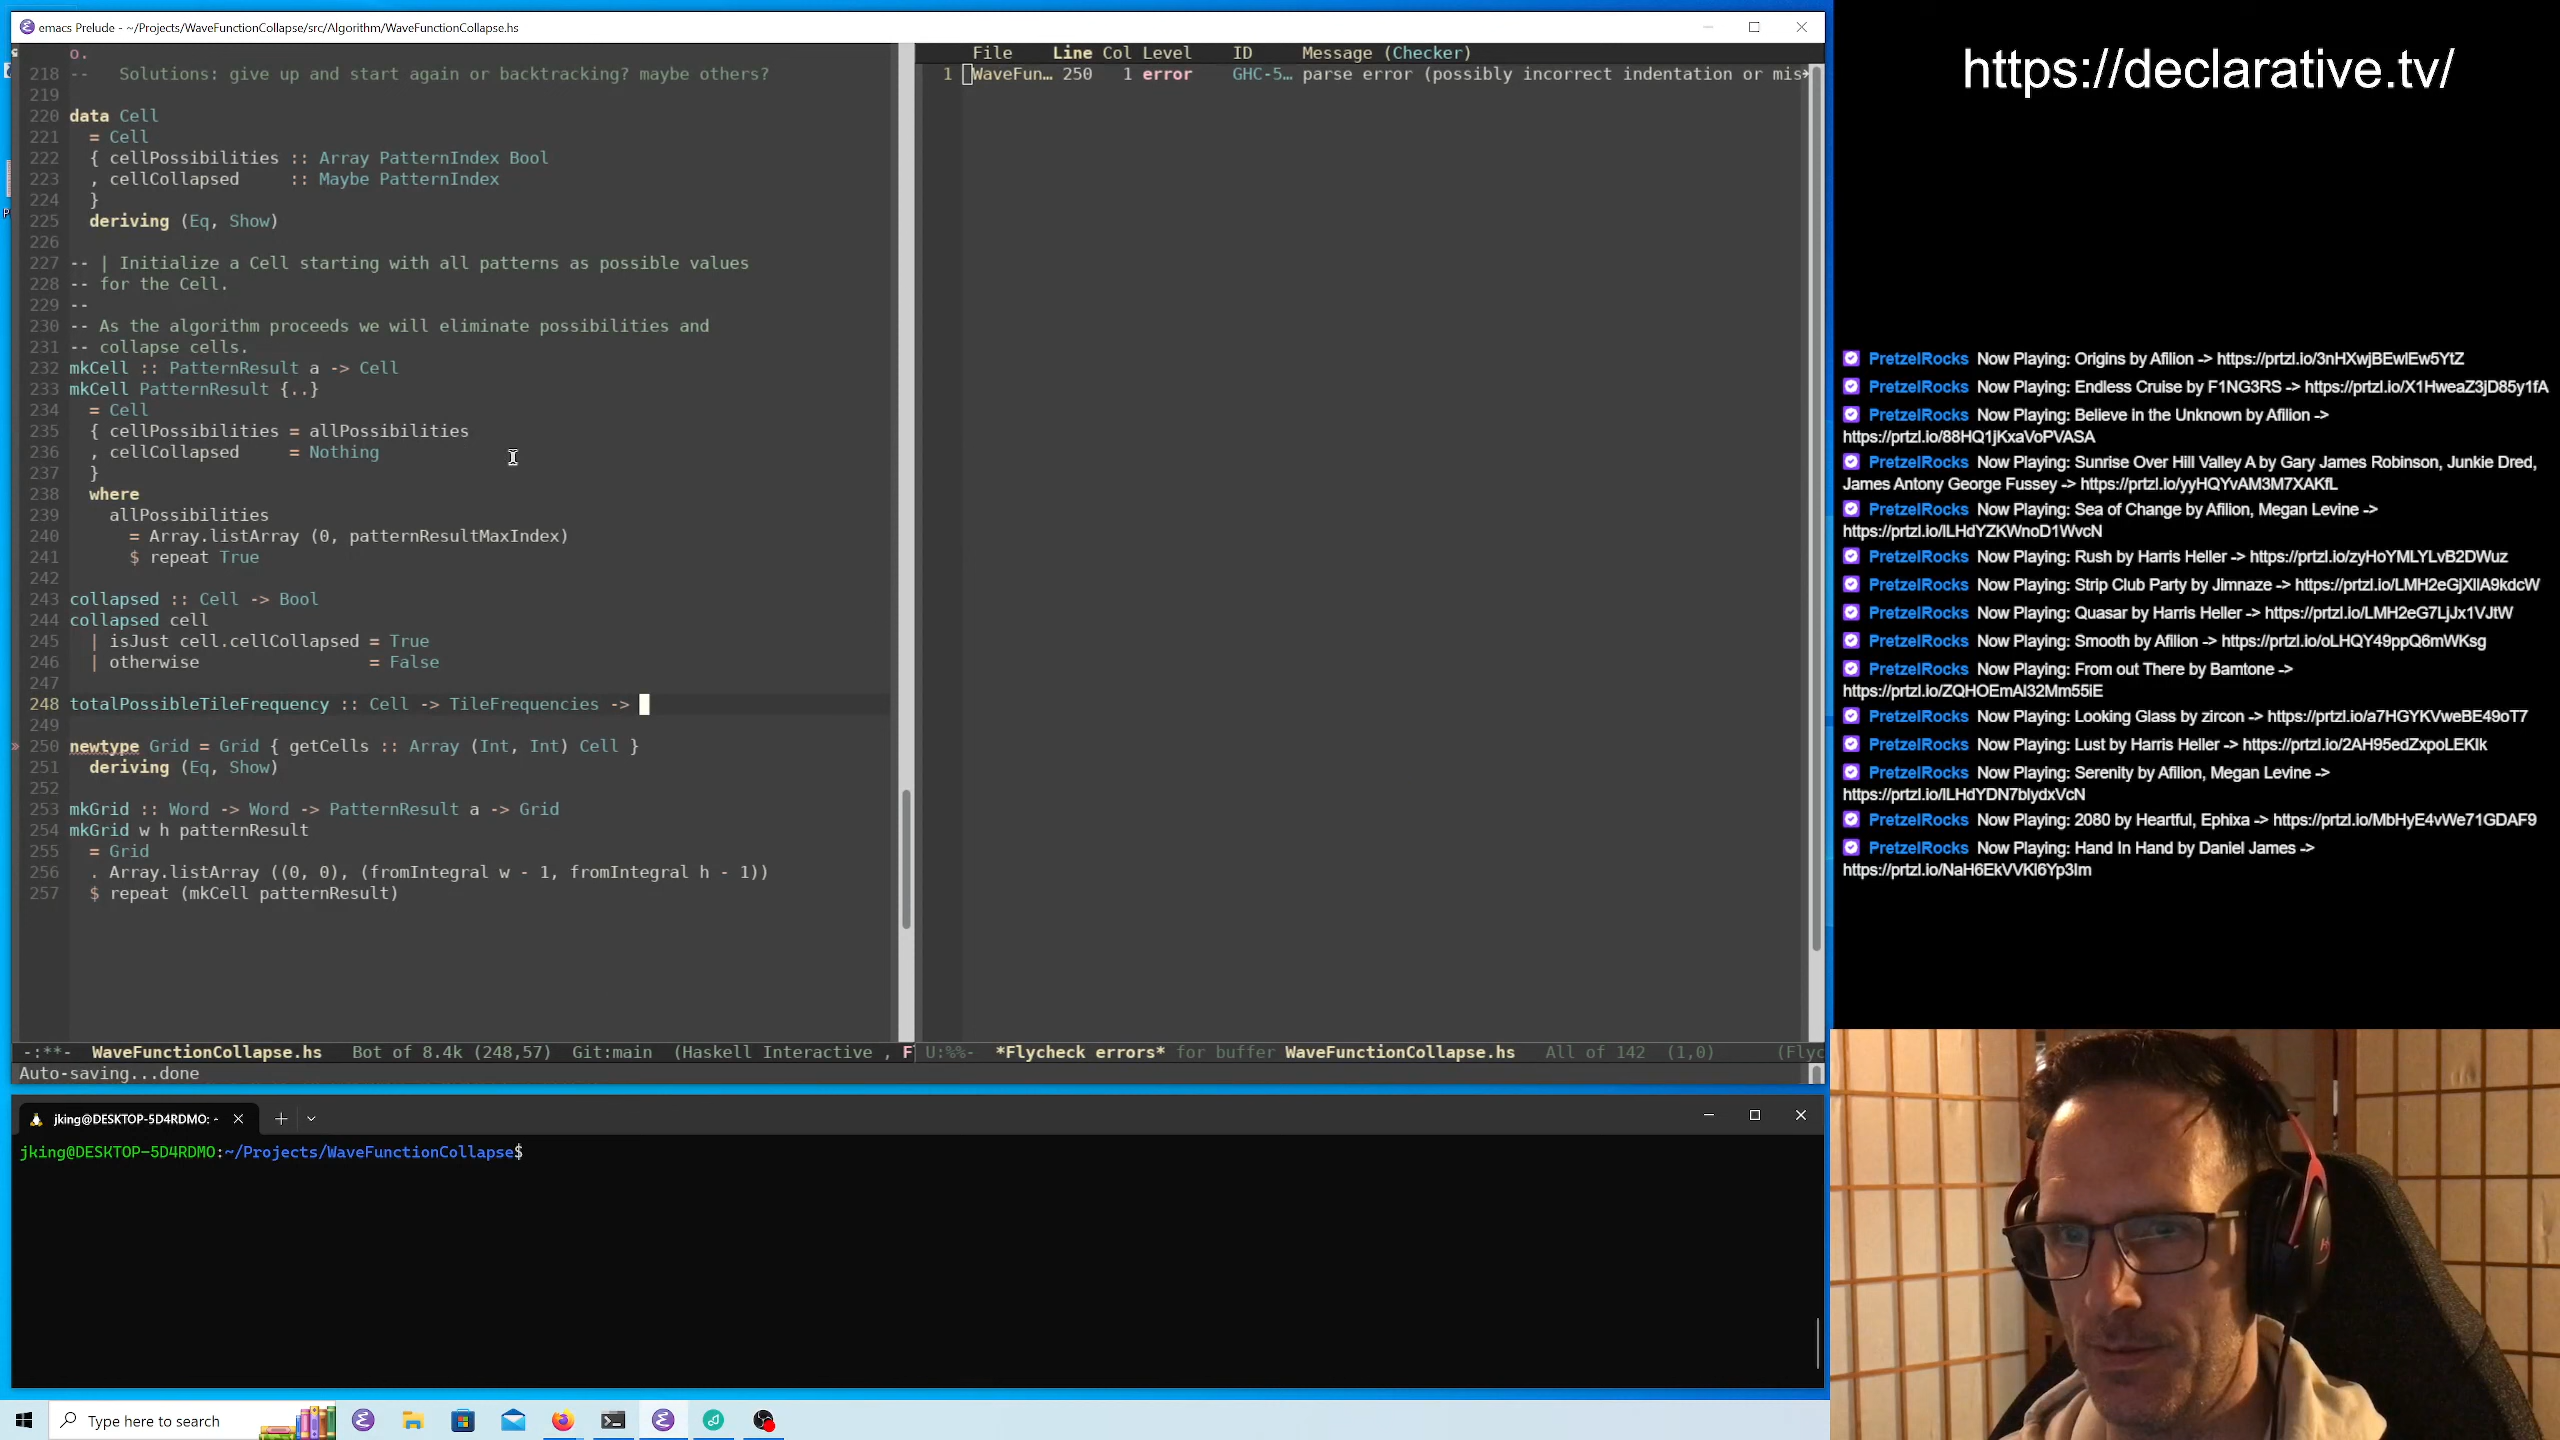 emacs Prelude - ~/Projects/WaveFunctionCollapse/src/Algorithm/WaveFunctionCollapse.hs
o.
218 --   Solutions: give up and start again or backtracking? maybe others?
219
220 data Cell
221   = Cell
222   { cellPossibilities :: Array PatternIndex Bool
223   , cellCollapsed     :: Maybe PatternIndex
224   }
225   deriving (Eq, Show)
226
227 -- | Initialize a Cell starting with all patterns as possible values
228 -- for the Cell.
229 --
230 -- As the algorithm proceeds we will eliminate possibilities and
231 -- collapse cells.
232 mkCell :: PatternResult a -> Cell
233 mkCell PatternResult {..}
234   = Cell
235   { cellPossibilities = allPossibilities
236   , cellCollapsed     = Nothing
237   }
238   where
239     allPossibilities
240       = Array.listArray (0, patternResultMaxIndex)
241       $ repeat True
242
243 collapsed :: Cell -> Bool
244 collapsed cell
245   | isJust cell.cellCollapsed = True
246   | otherwise                 = False
247
248 totalPossibleTileFrequency :: Cell -> TileFrequencies ->
249
250 newtype Grid = Grid { getCells :: Array (Int, Int) Cell }
251   deriving (Eq, Show)
252
253 mkGrid :: Word -> Word -> PatternResult a -> Grid
254 mkGrid w h patternResult
255   = Grid
256   . Array.listArray ((0, 0), (fromIntegral w - 1, fromIntegral h - 1))
257   $ repeat (mkCell patternResult)
-:**-  WaveFunctionCollapse.hs   Bot of 8.4k (248,57)  Git:main  (Haskell Interactive , F
Auto-saving...done
File Line Col Level ID Message (Checker)
1 WaveFun… 250 1 error GHC-5… parse error (possibly incorrect indentation or mis
U:%%-  *Flycheck errors* for buffer WaveFunctionCollapse.hs   All of 142  (1,0)  (Flyc
jking@DESKTOP-5D4RDMO: ~
jking@DESKTOP-5D4RDMO:~/Projects/WaveFunctionCollapse$
Type here to search
https://declarative.tv/
PretzelRocks Now Playing: Origins by Afilion -> https://prtzl.io/3nHXwjBEwlEw5YtZ
PretzelRocks Now Playing: Endless Cruise by F1NG3RS -> https://prtzl.io/X1HweaZ3jD85y1fA
PretzelRocks Now Playing: Believe in the Unknown by Afilion ->
https://prtzl.io/88HQ1jKxaVoPVASA
PretzelRocks Now Playing: Sunrise Over Hill Valley A by Gary James Robinson, Junkie Dred,
James Antony George Fussey -> https://prtzl.io/yyHQYvAM3M7XAKfL
PretzelRocks Now Playing: Sea of Change by Afilion, Megan Levine ->
https://prtzl.io/lLHdYZKWnoD1WvcN
PretzelRocks Now Playing: Rush by Harris Heller -> https://prtzl.io/zyHoYMLYLvB2DWuz
PretzelRocks Now Playing: Strip Club Party by Jimnaze -> https://prtzl.io/LMH2eGjXllA9kdcW
PretzelRocks Now Playing: Quasar by Harris Heller -> https://prtzl.io/LMH2eG7LjJx1VJtW
PretzelRocks Now Playing: Smooth by Afilion -> https://prtzl.io/oLHQY49ppQ6mWKsg
PretzelRocks Now Playing: From out There by Bamtone ->
https://prtzl.io/ZQHOEmAl32Mm55iE
PretzelRocks Now Playing: Looking Glass by zircon -> https://prtzl.io/a7HGYKVweBE49oT7
PretzelRocks Now Playing: Lust by Harris Heller -> https://prtzl.io/2AH95edZxpoLEKIk
PretzelRocks Now Playing: Serenity by Afilion, Megan Levine ->
https://prtzl.io/lLHdYDN7blydxVcN
PretzelRocks Now Playing: 2080 by Heartful, Ephixa -> https://prtzl.io/MbHyE4vWe71GDAF9
PretzelRocks Now Playing: Hand In Hand by Daniel James ->
https://prtzl.io/NaH6EkVVKl6Yp3Im